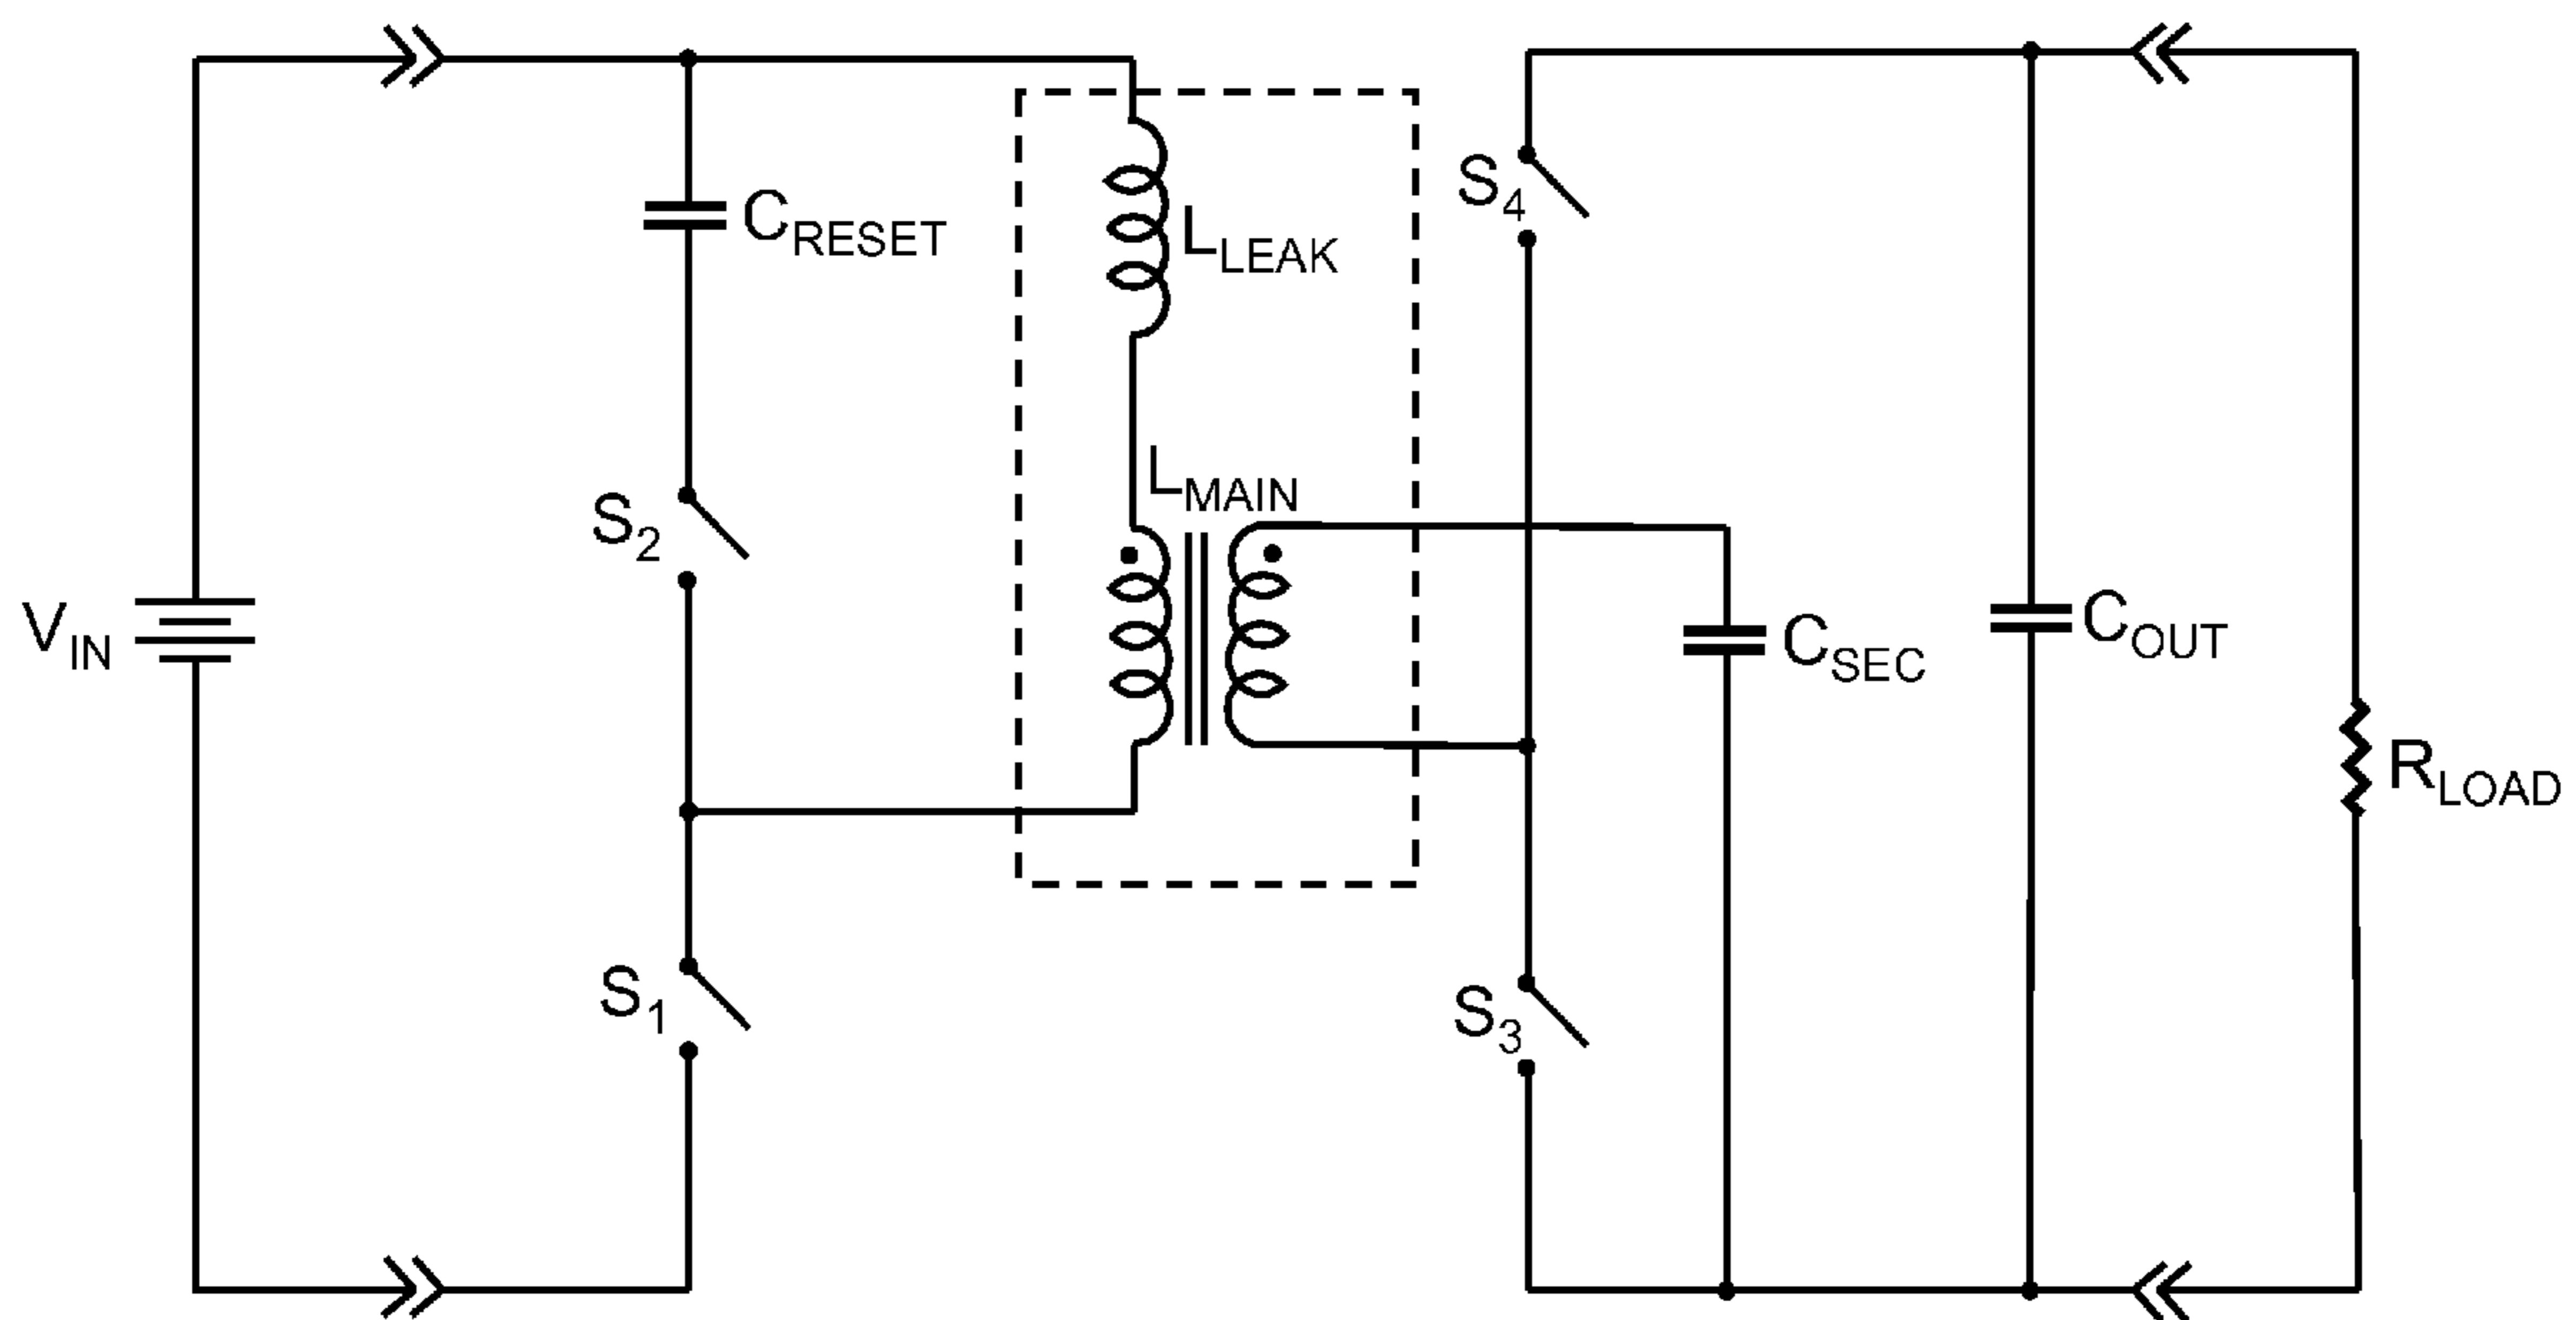 S4
CRESET
LLEAK
LMAIN
S2
VIN
COUT
CSEC
RLOAD
S1
S3